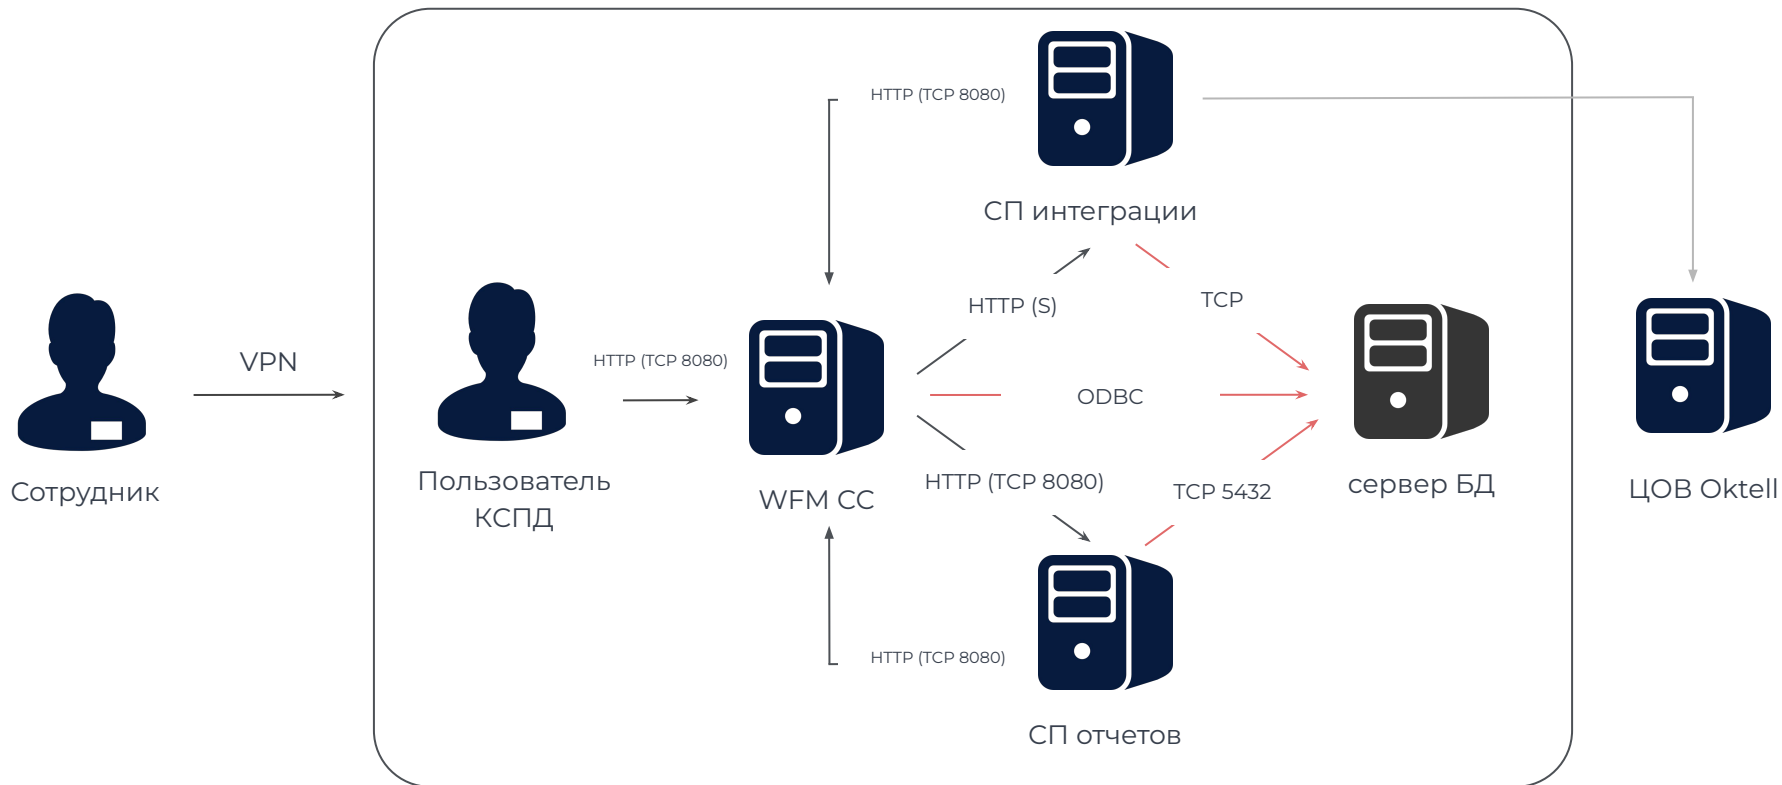 HTTP (TCP 8080)
СП интеграции
HTTP (S)
TCP
VPN
HTTP (TCP 8080)
ODBC
Сотрудник
Пользователь
КСПД
WFM CC
HTTP (TCP 8080)
TCP 5432
сервер БД
ЦОВ Oktell
HTTP (TCP 8080)
СП отчетов